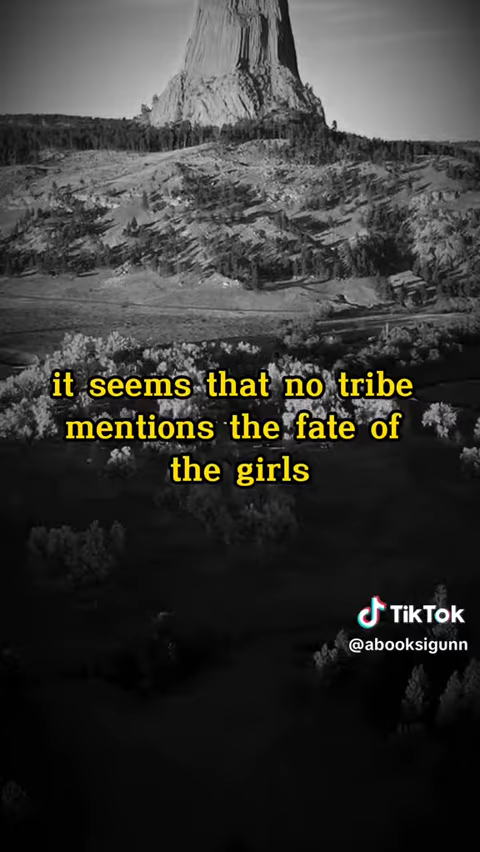 it seems that no tribe
mentions the fate of
the girls
TikTok
@abooksigunn